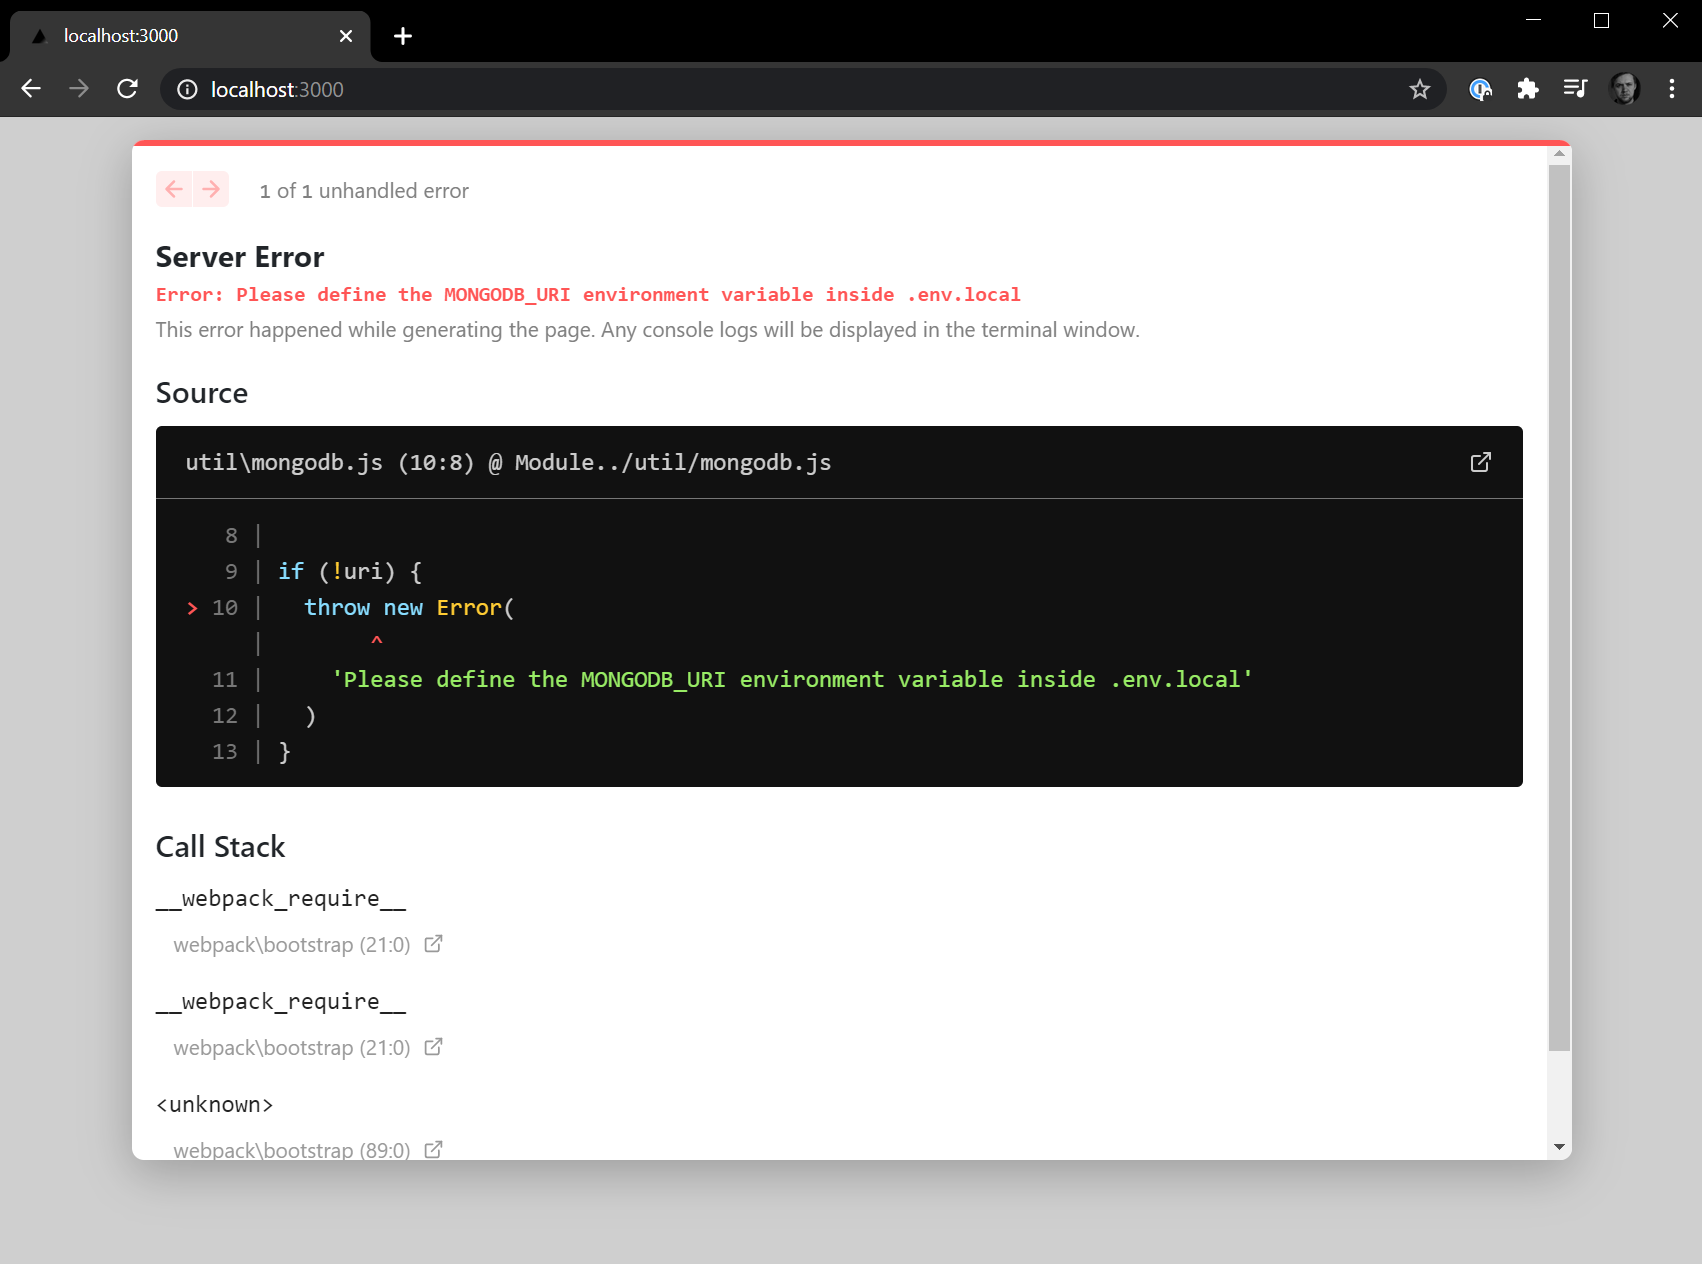 localhost:3000
localhost:3000
1 of 1 unhandled error
Server Error
Error: Please define the MONGODB_URI environment variable inside .env.local
This error happened while generating the page. Any console logs will be displayed in the terminal window.
Source
util\mongodb.js (10:8) @ Module../util/mongodb.js
8 |
9 | if (!uri) {
> 10 |   throw new Error(
|        ^
11 |     'Please define the MONGODB_URI environment variable inside .env.local'
12 |   )
13 | }
Call Stack
__webpack_require__
webpack\bootstrap (21:0)
__webpack_require__
webpack\bootstrap (21:0)
<unknown>
webpack\bootstrap (89:0)